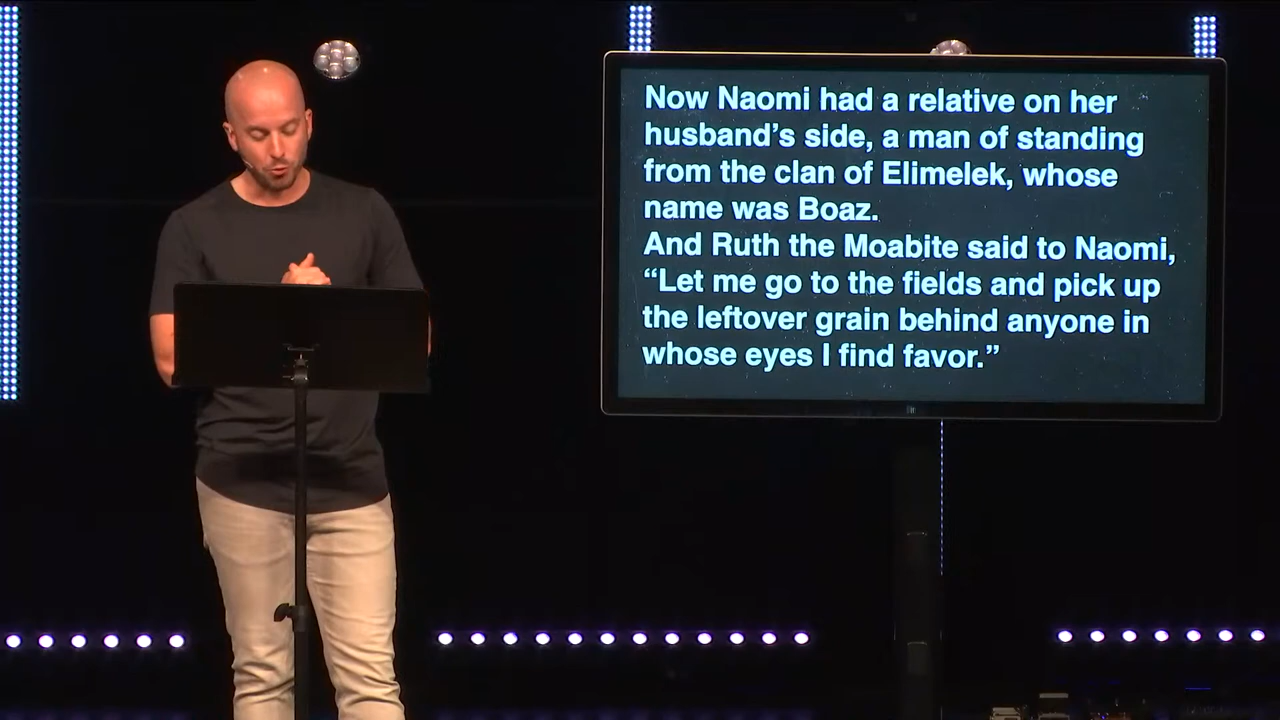 Now Naomi had a relative on her
husband’s side, a man of standing
from the clan of Elimelek, whose
name was Boaz.
And Ruth the Moabite said to Naomi,
“Let me go to the fields and pick up
the leftover grain behind anyone in
whose eyes I find favor.”